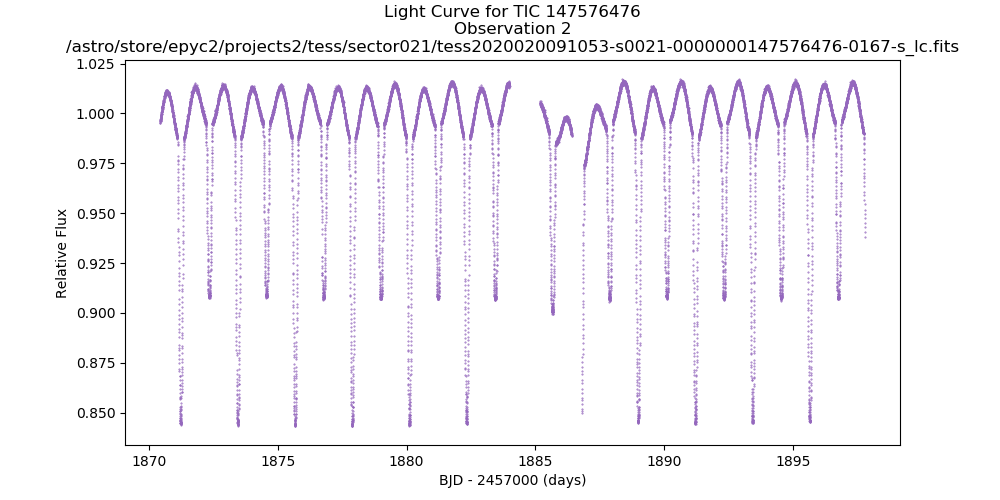 Light Curve for TIC 147576476
Observation 2
/astro/store/epyc2/projects2/tess/sector021/tess2020020091053-s0021-0000000147576476-0167-s_lc.fits
1.025
1.000
0.975
0.950
0.925
0.900
0.875
0.850
Relative Flux
1870
1875
1880
1885
1890
1895
BJD - 2457000 (days)